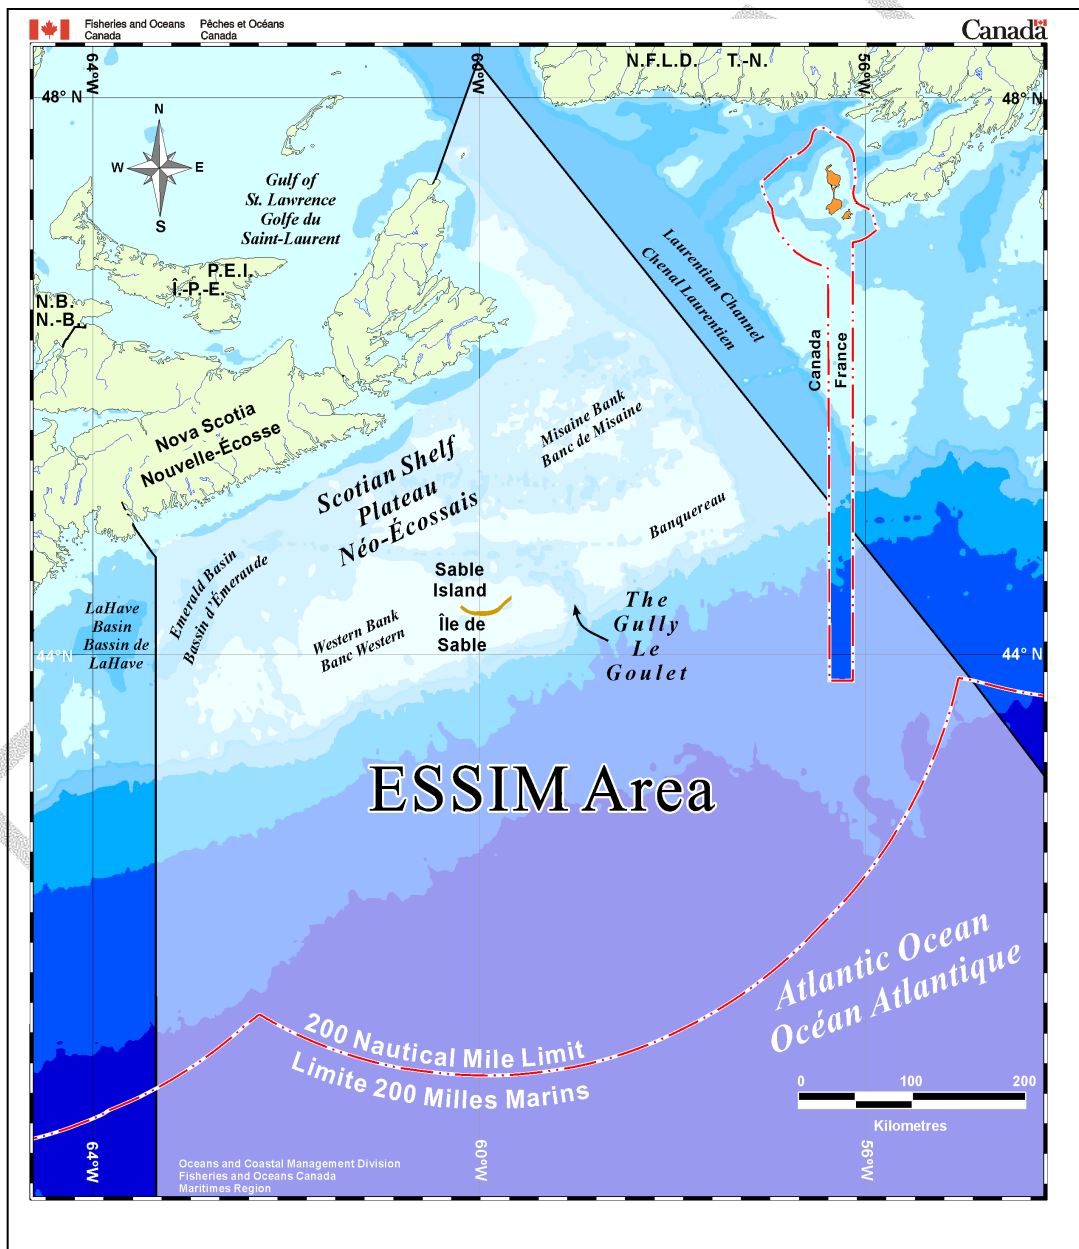 Fisheries and Oceans
Canada
Pêches et Océans
Canada
Canada
64°W
60°W
56°W
N.F.L.D. T.-N.
48° N
48° N
N
W
E
S
Gulf of
St. Lawrence
Golfe du
Saint-Laurent
P.E.I.
Î.-P.-E.
N.B.
N.-B.
Laurentian Channel
Chenal Laurentien
Canada
France
Nova Scotia
Nouvelle-Écosse
Misaine Bank
Banc de Misaine
Scotian Shelf
Plateau
Néo-Écossais
Banquereau
Emerald Basin
Bassin d'Émeraude
Sable
Island
Île de
Sable
The
Gully
Le
Goulet
LaHave
Basin
Bassin de
LaHave
Western Bank
Banc Western
44°N
44° N
ESSIM Area
Atlantic Ocean
Océan Atlantique
200 Nautical Mile Limit
Limite 200 Milles Marins
0 100 200
Kilometres
64°W
60°W
56°W
Oceans and Coastal Management Division
Fisheries and Oceans Canada
Maritimes Region